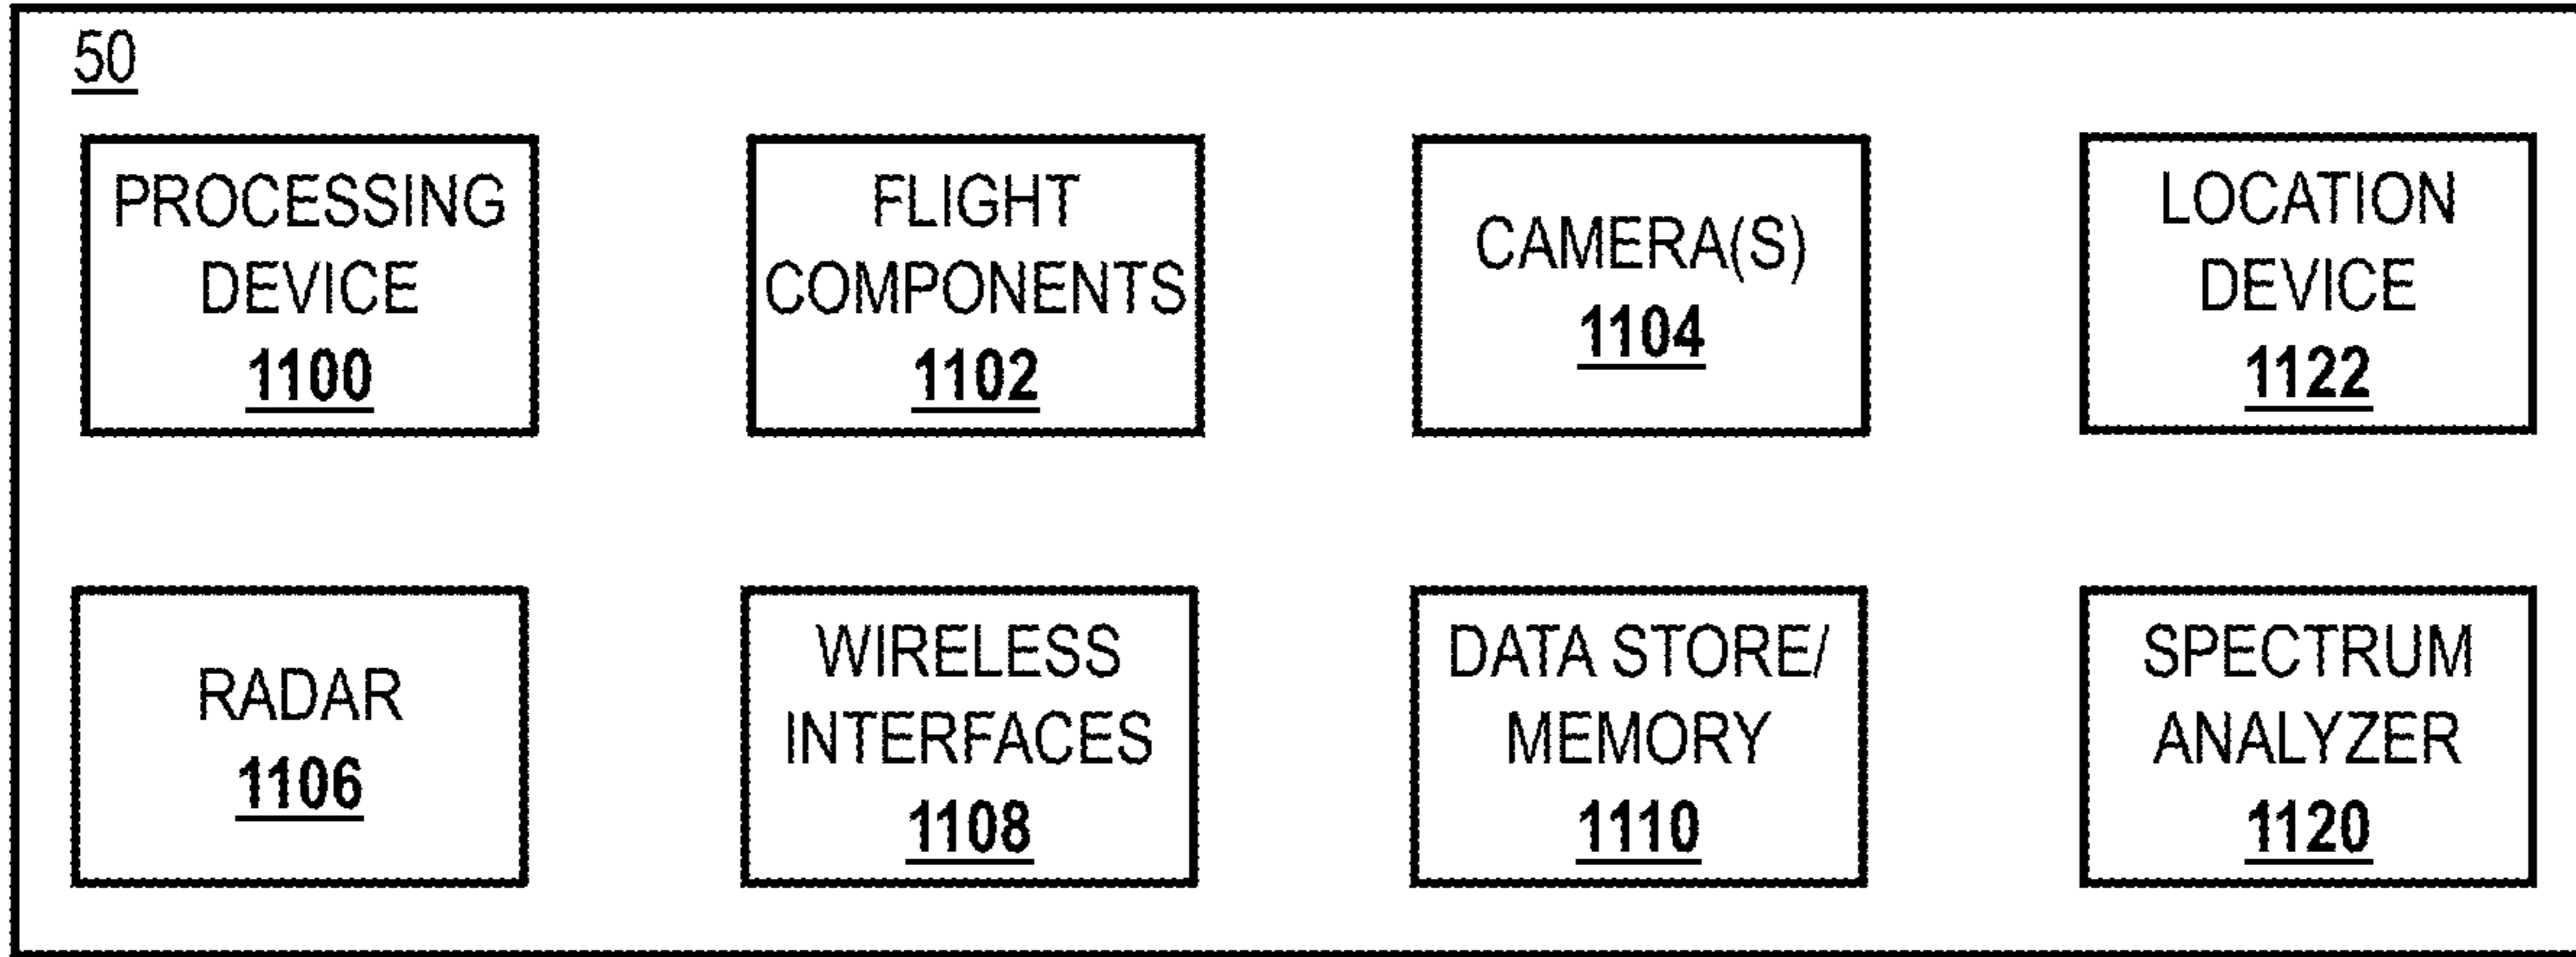 50
PROCESSING
DEVICE
1100
FLIGHT
COMPONENTS
1102
CAMERA(S)
1104
LOCATION
DEVICE
1122
RADAR
1106
WIRELESS
INTERFACES
1108
DATA STORE/
MEMORY
1110
SPECTRUM
ANALYZER
1120